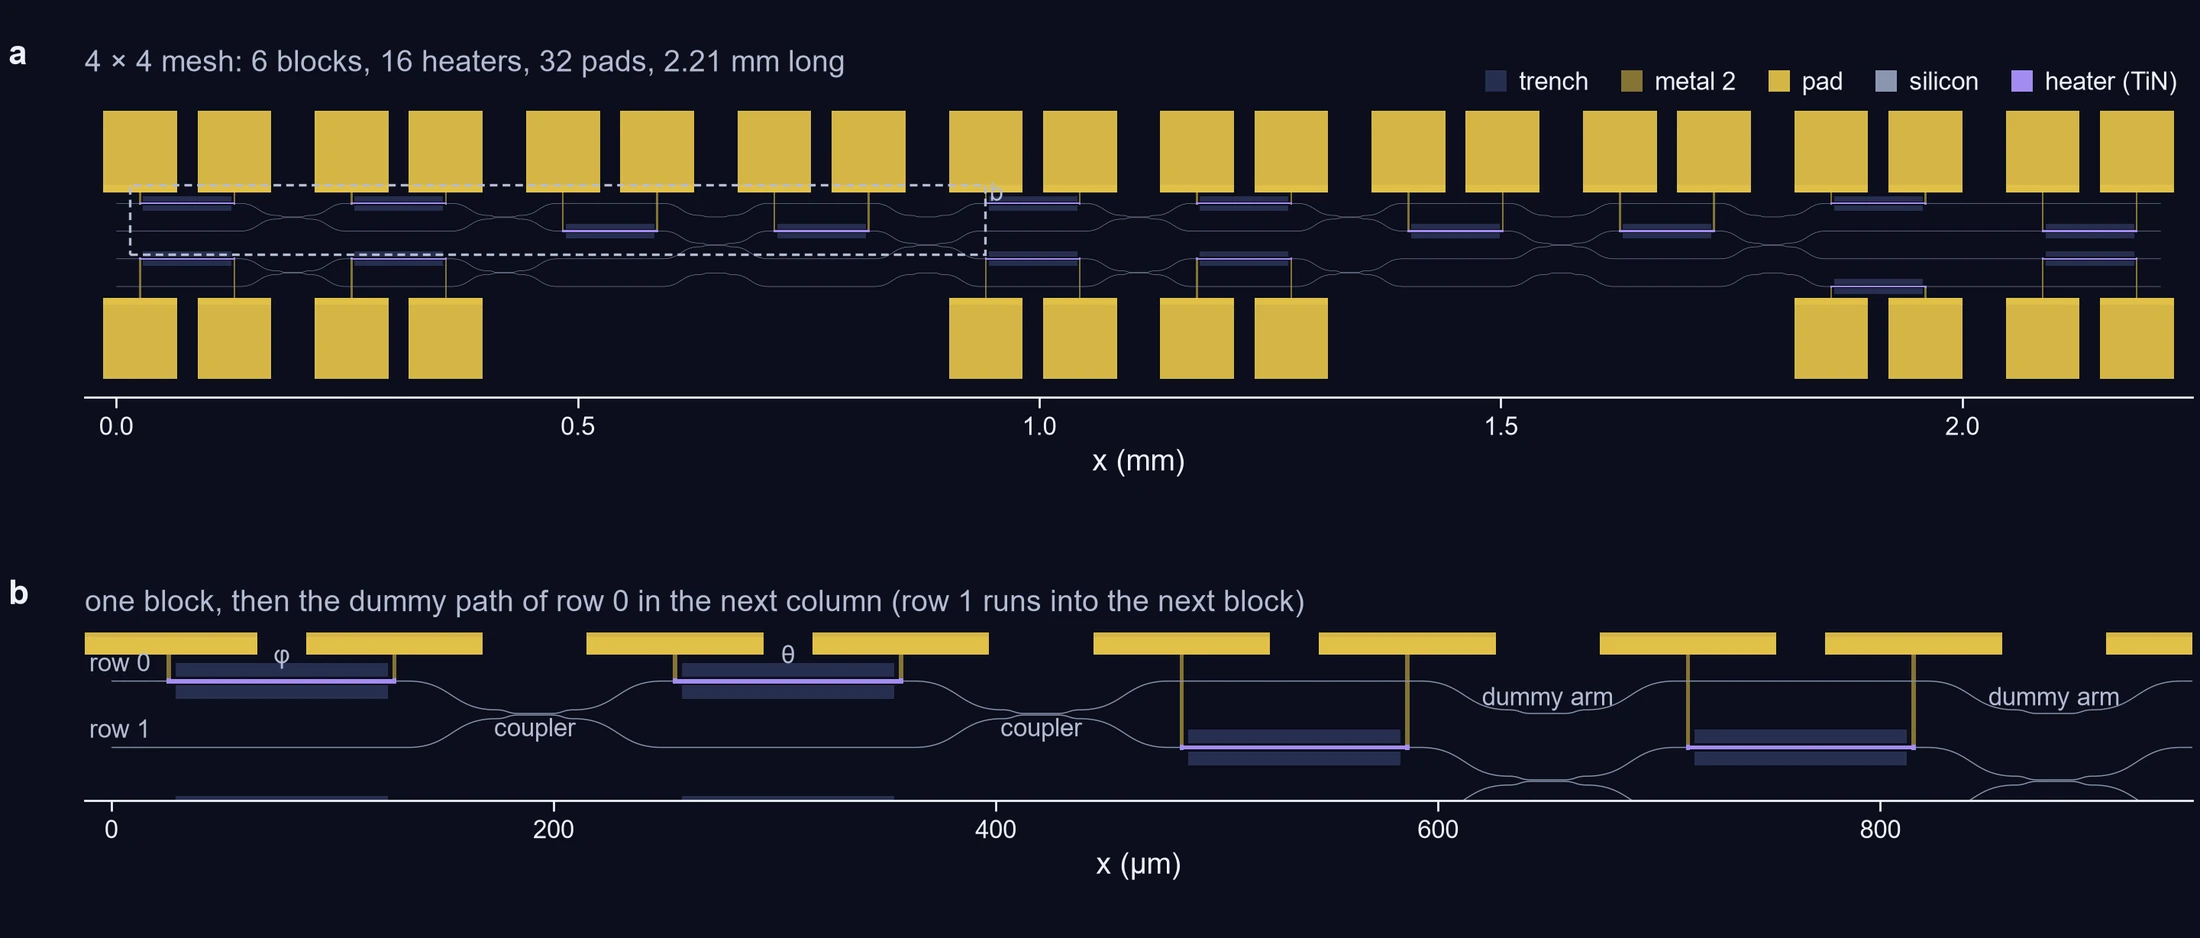 a
4 × 4 mesh: 6 blocks, 16 heaters, 32 pads, 2.21 mm long
trench metal 2 pad silicon heater (TiN)
b
0.0 0.5 1.0 1.5 2.0
x (mm)
b
one block, then the dummy path of row 0 in the next column (row 1 runs into the next block)
row 0 φ θ
dummy arm dummy arm
row 1 coupler coupler
0 200 400 600 800
x (μm)